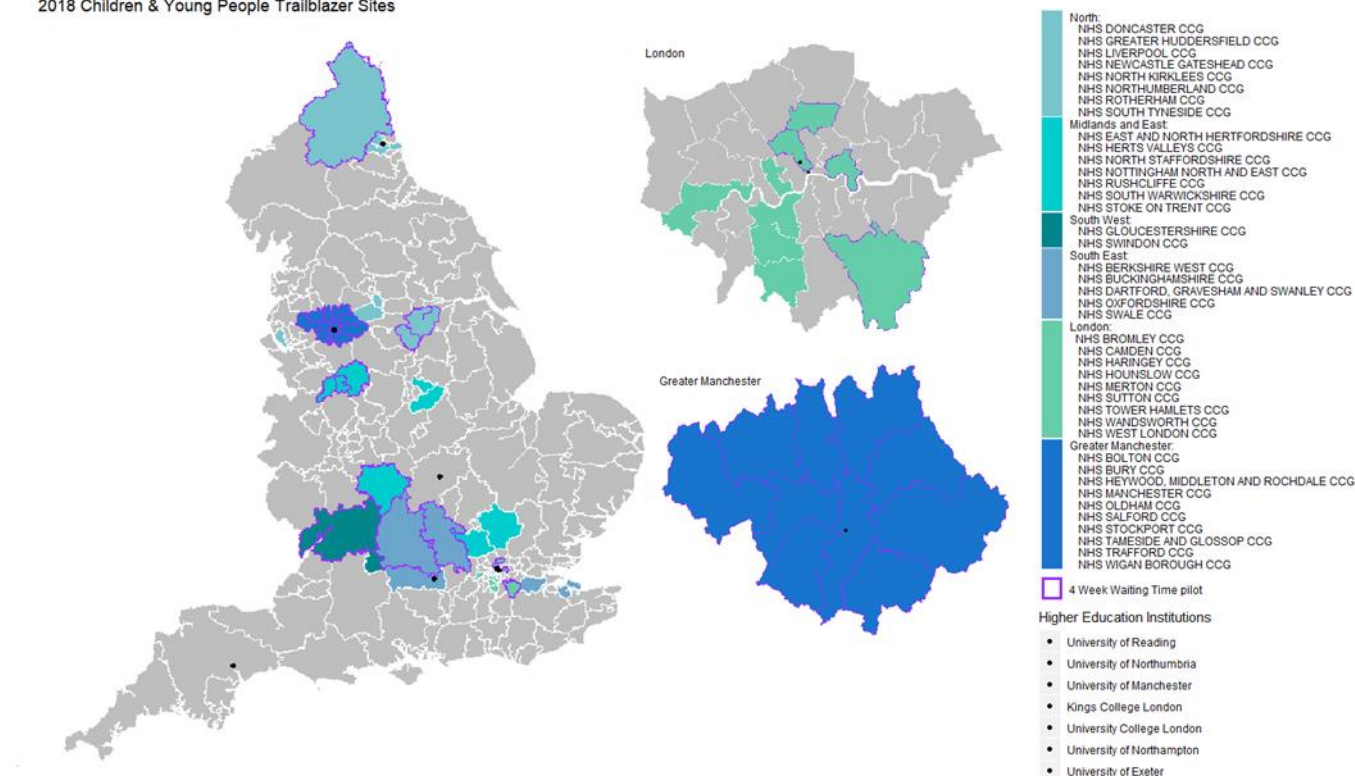 2018 Children & Young People Trailblazer Sites
London
Greater Manchester
North:
NHS DONCASTER CCG
NHS GREATER HUDDERSFIELD CCG
NHS LIVERPOOL CCG
NHS NEWCASTLE GATESHEAD CCG
NHS NORTH KIRKLEES CCG
NHS NORTHUMBERLAND CCG
NHS ROTHERHAM CCG
NHS SOUTH TYNESIDE CCG
Midlands and East:
NHS EAST AND NORTH HERTFORDSHIRE CCG
NHS HERTS VALLEYS CCG
NHS NORTH STAFFORDSHIRE CCG
NHS NOTTINGHAM NORTH AND EAST CCG
NHS RUSHCLIFFE CCG
NHS SOUTH WARWICKSHIRE CCG
NHS STOKE ON TRENT CCG
South West:
NHS GLOUCESTERSHIRE CCG
NHS SWINDON CCG
South East:
NHS BERKSHIRE WEST CCG
NHS BUCKINGHAMSHIRE CCG
NHS DARTFORD, GRAVESHAM AND SWANLEY CCG
NHS OXFORDSHIRE CCG
NHS SWALE CCG
London:
NHS BROMLEY CCG
NHS CAMDEN CCG
NHS HARINGEY CCG
NHS HOUNSLOW CCG
NHS MERTON CCG
NHS SUTTON CCG
NHS TOWER HAMLETS CCG
NHS WANDSWORTH CCG
NHS WEST LONDON CCG
Greater Manchester:
NHS BOLTON CCG
NHS BURY CCG
NHS HEYWOOD, MIDDLETON AND ROCHDALE CCG
NHS MANCHESTER CCG
NHS OLDHAM CCG
NHS SALFORD CCG
NHS STOCKPORT CCG
NHS TAMESIDE AND GLOSSOP CCG
NHS TRAFFORD CCG
NHS WIGAN BOROUGH CCG
4 Week Waiting Time pilot
Higher Education Institutions
University of Reading
University of Northumbria
University of Manchester
Kings College London
University College London
University of Northampton
University of Exeter